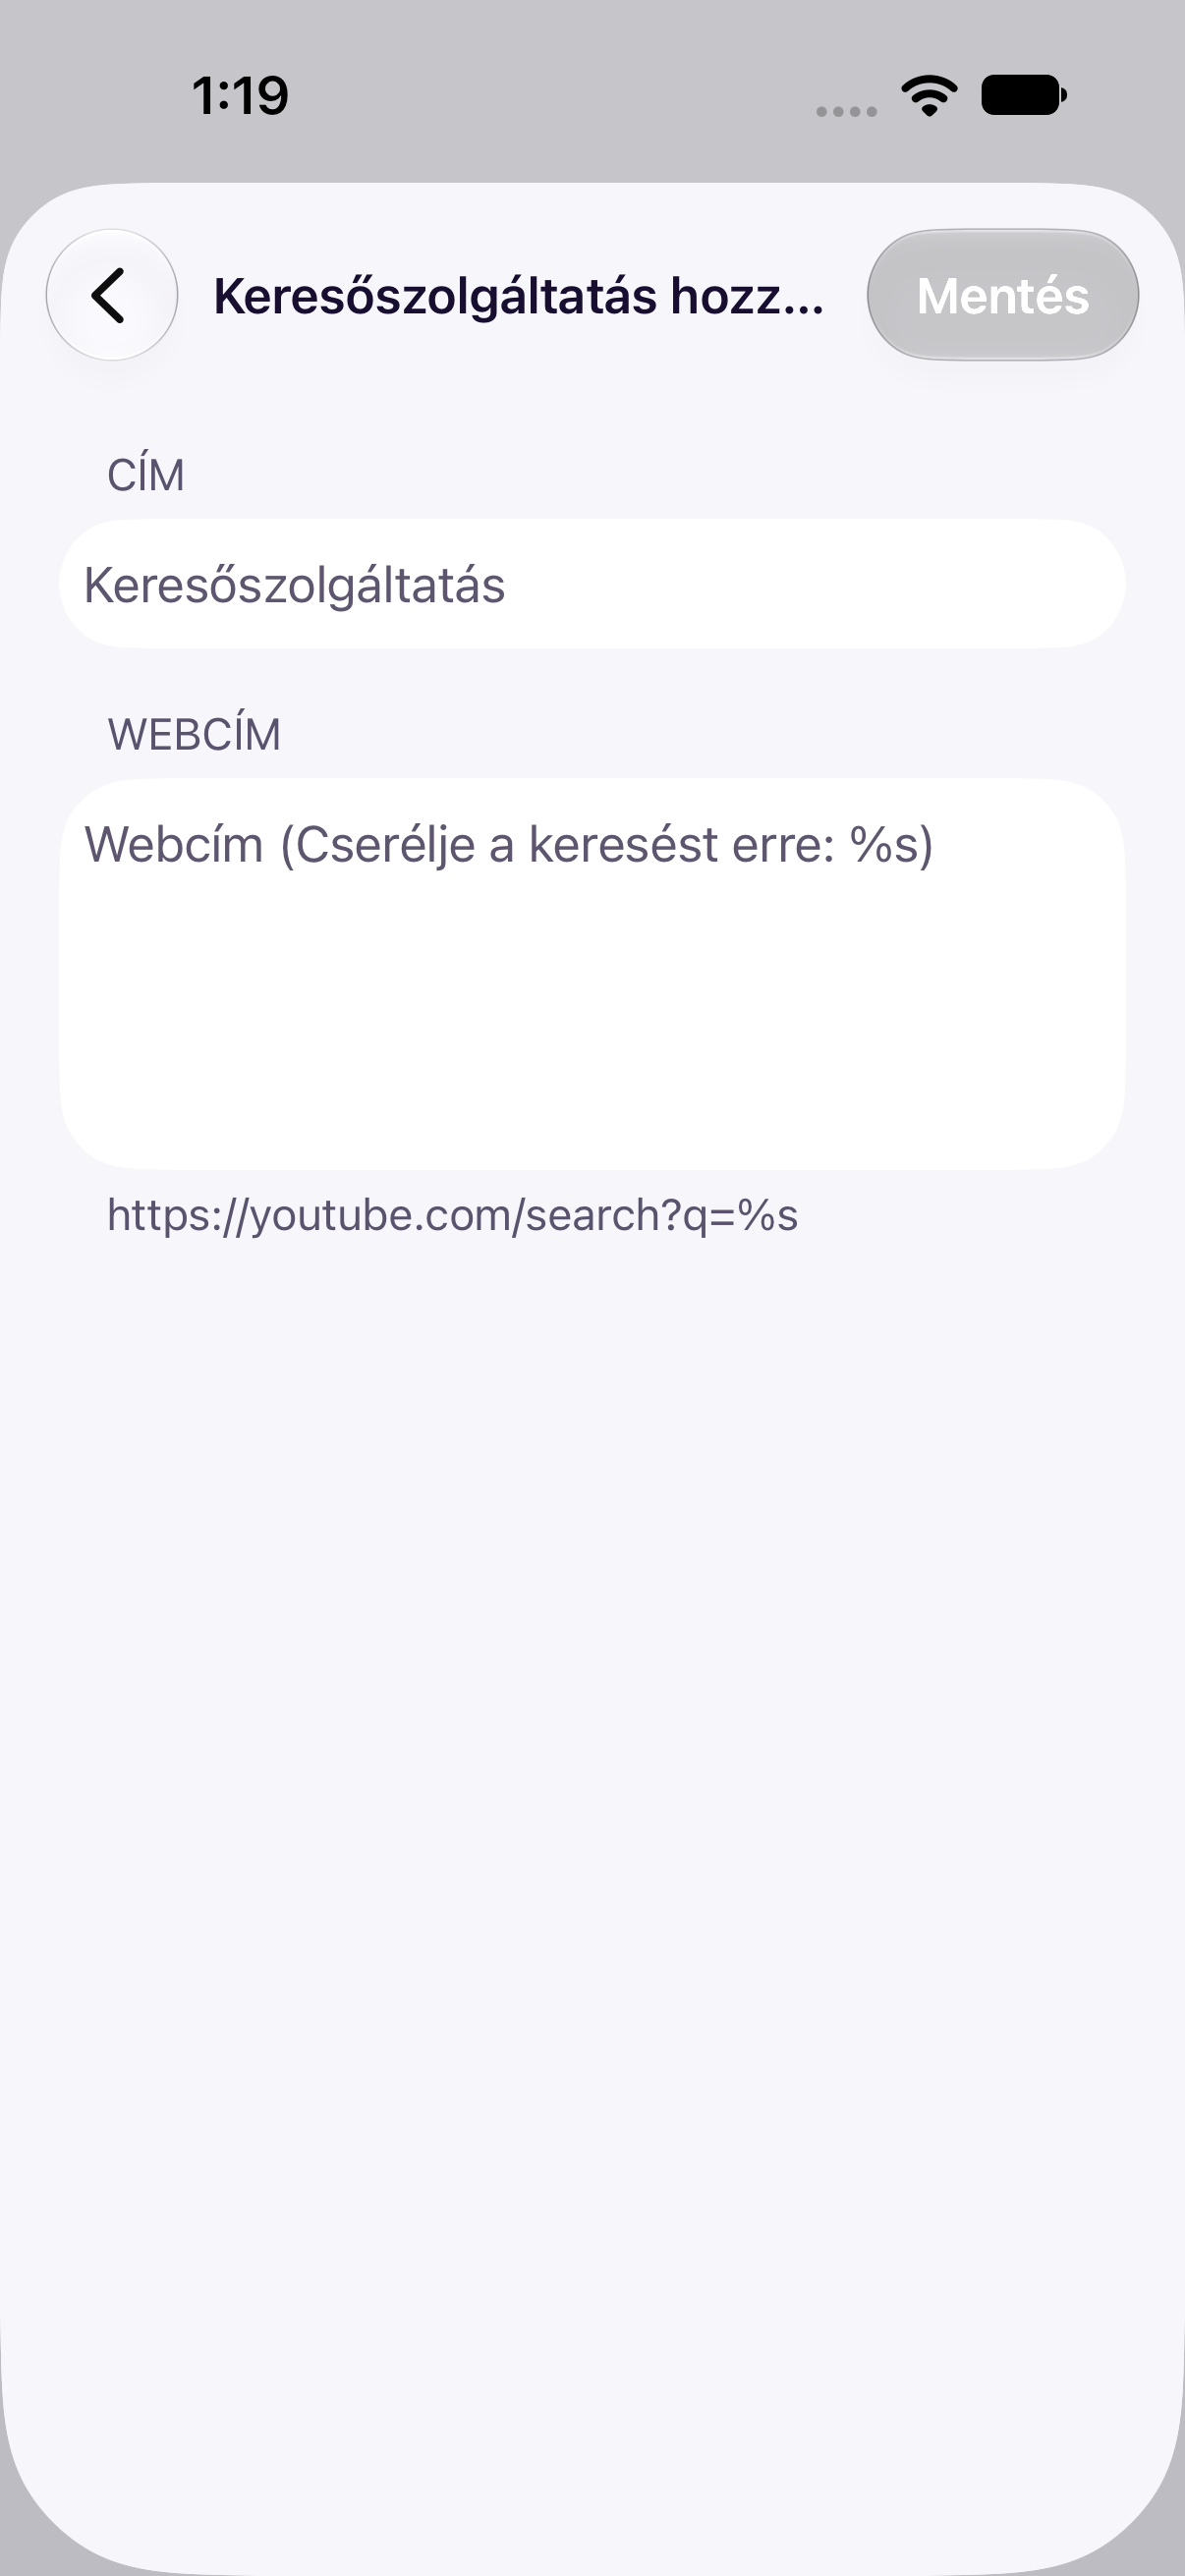 1:19
Keresőszolgáltatás hozz...
Mentés
CÍM
Keresőszolgáltatás
WEBCÍM
Webcím (Cserélje a keresést erre: %s)
https://youtube.com/search?q=%s